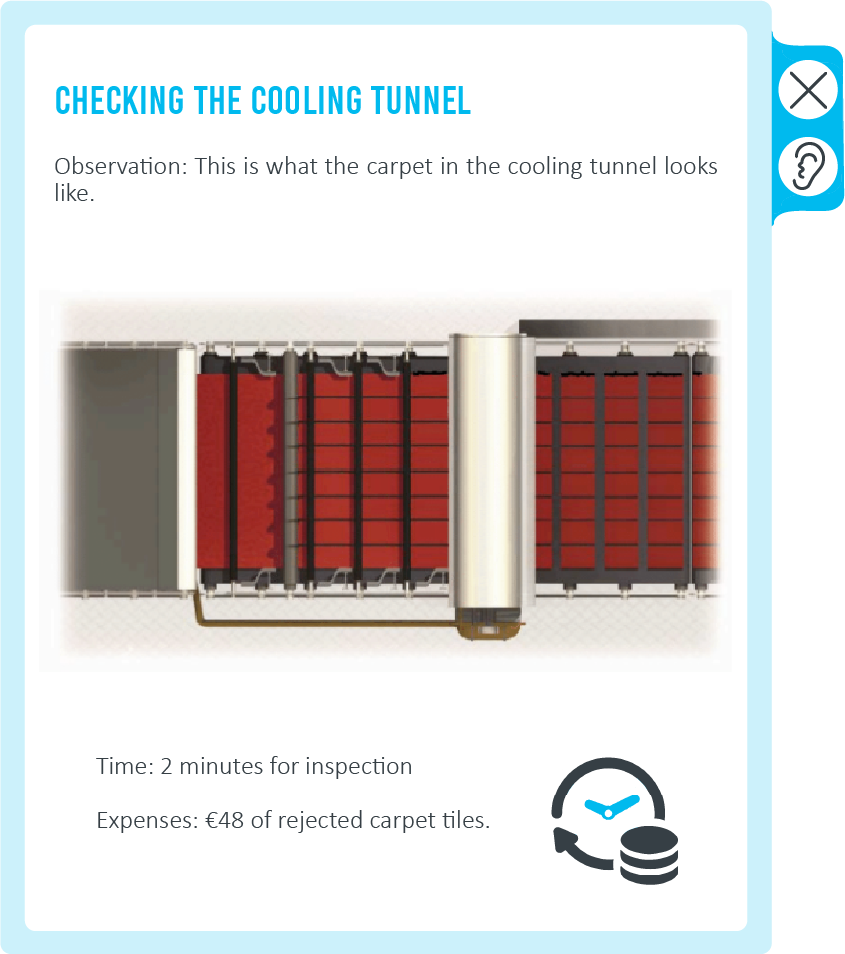 CHECKING THE COOLING TUNNEL
Observation: This is what the carpet in the cooling tunnel looks
like.
Time: 2 minutes for inspection
Expenses: €48 of rejected carpet tiles.